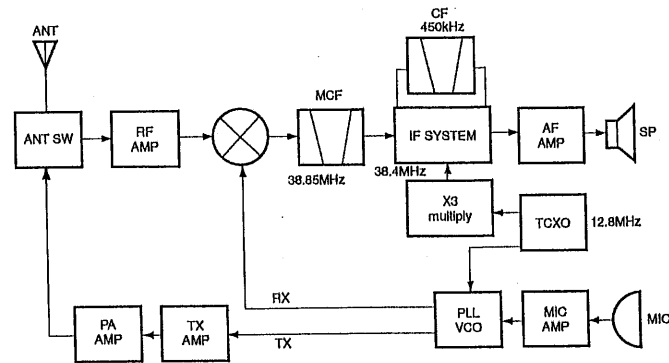 ANT
CF
450kHz
MCF
ANT SW
RF
AMP
IF SYSTEM
AF
AMP
SP
38.85MHz
38.4MHz
X3
multiply
TCXO
12.8MHz
RX
PA
AMP
TX
AMP
TX
PLL
VCO
MIC
AMP
MIC